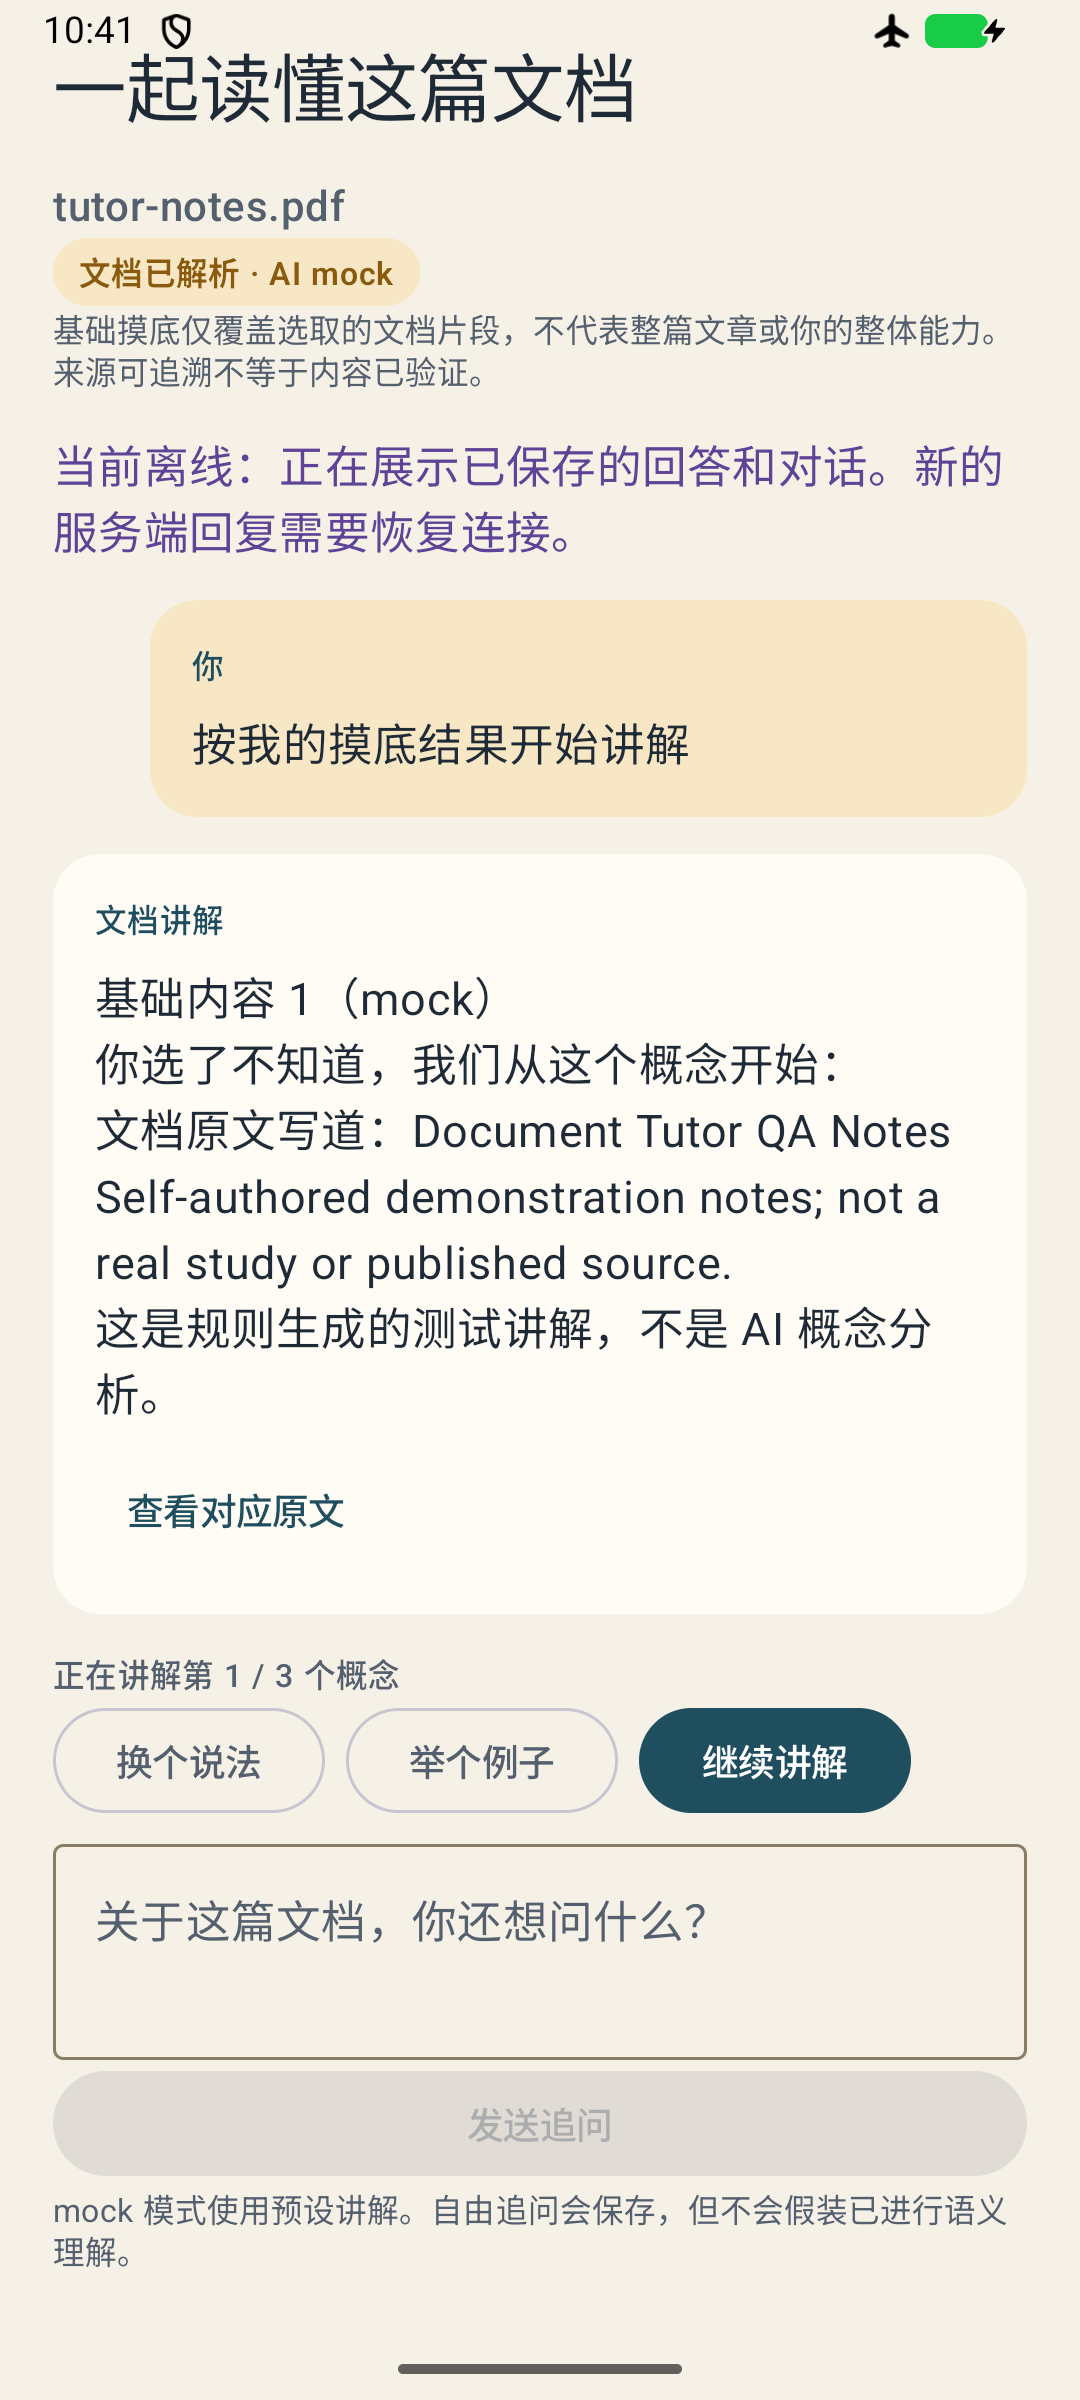 10:41
一起读懂这篇文档
tutor-notes.pdf
文档已解析 · AI mock
基础摸底仅覆盖选取的文档片段，不代表整篇文章或你的整体能力。
来源可追溯不等于内容已验证。
当前离线：正在展示已保存的回答和对话。新的
服务端回复需要恢复连接。
你
按我的摸底结果开始讲解
文档讲解
基础内容 1（mock）
你选了不知道，我们从这个概念开始：
文档原文写道：Document Tutor QA Notes
Self-authored demonstration notes; not a
real study or published source.
这是规则生成的测试讲解，不是 AI 概念分
析。
查看对应原文
正在讲解第 1 / 3 个概念
换个说法 举个例子 继续讲解
关于这篇文档，你还想问什么？
发送追问
mock 模式使用预设讲解。自由追问会保存，但不会假装已进行语义
理解。